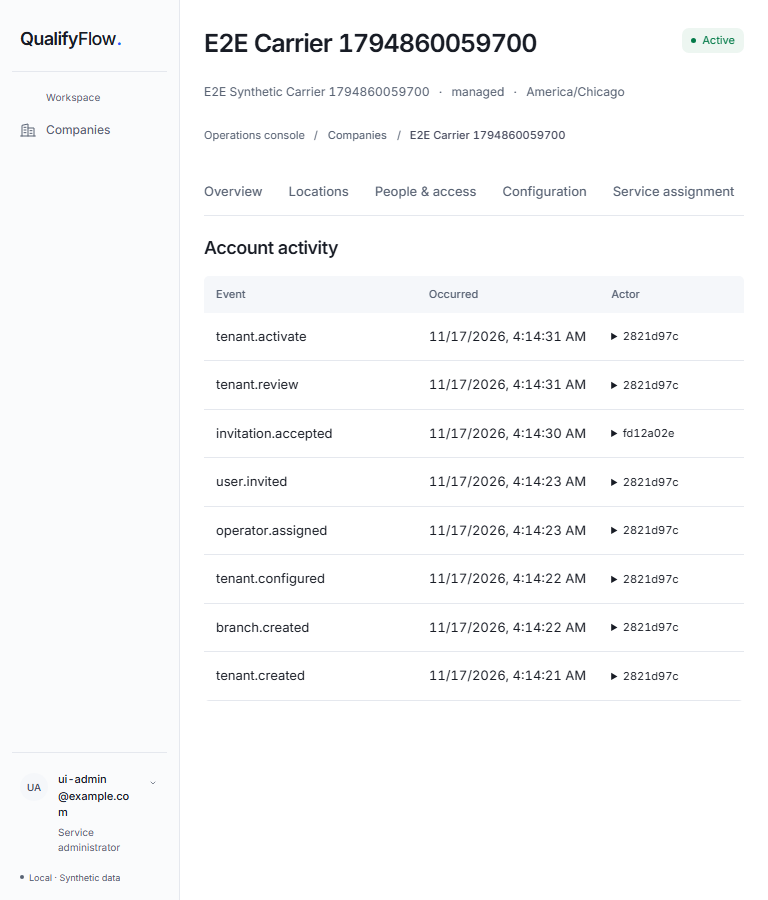 QualifyFlow.
Workspace
Companies
E2E Carrier 1794860059700
Active
E2E Synthetic Carrier 1794860059700 · managed · America/Chicago
Operations console / Companies / E2E Carrier 1794860059700
Overview Locations People & access Configuration Service assignment
Account activity
Event Occurred Actor
tenant.activate 11/17/2026, 4:14:31 AM 2821d97c
tenant.review 11/17/2026, 4:14:31 AM 2821d97c
invitation.accepted 11/17/2026, 4:14:30 AM fd12a02e
user.invited 11/17/2026, 4:14:23 AM 2821d97c
operator.assigned 11/17/2026, 4:14:23 AM 2821d97c
tenant.configured 11/17/2026, 4:14:22 AM 2821d97c
branch.created 11/17/2026, 4:14:22 AM 2821d97c
tenant.created 11/17/2026, 4:14:21 AM 2821d97c
UA
ui-admin
@example.co
m
Service
administrator
Local · Synthetic data